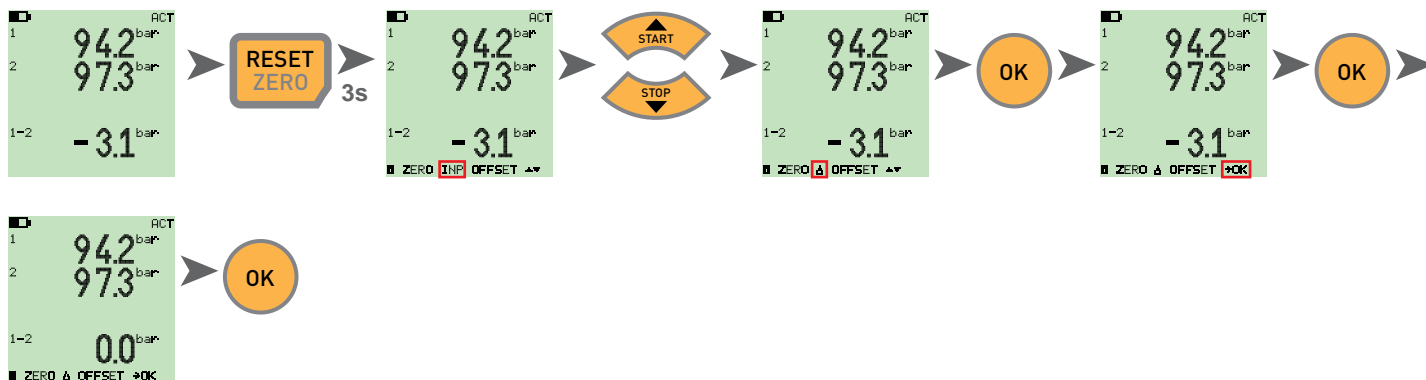 ACT
1 94.2 bar
2 97.3 bar
1-2 - 3.1 bar
RESET
ZERO
3s
ACT
1 94.2 bar
2 97.3 bar
1-2 - 3.1 bar
ZERO INP OFFSET ▲▼
START
STOP
ACT
1 94.2 bar
2 97.3 bar
1-2 - 3.1 bar
ZERO Δ OFFSET ▲▼
OK
ACT
1 94.2 bar
2 97.3 bar
1-2 - 3.1 bar
ZERO Δ OFFSET →OK
OK
ACT
1 94.2 bar
2 97.3 bar
1-2 0.0 bar
ZERO Δ OFFSET →OK
OK